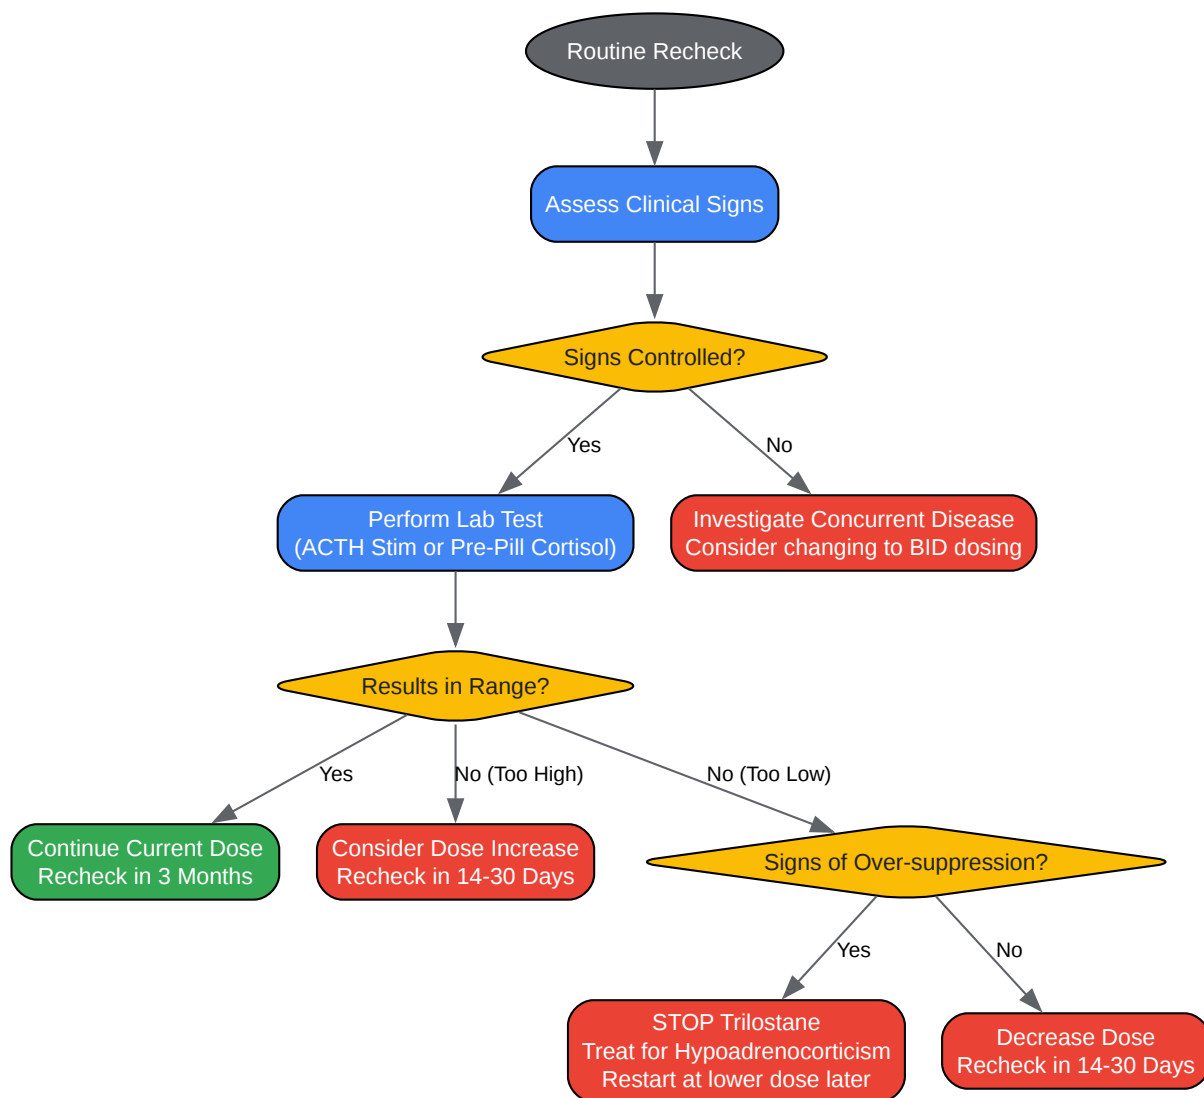 Routine Recheck
Assess Clinical Signs
Signs Controlled?
Yes
No
Perform Lab Test
(ACTH Stim or Pre-Pill Cortisol)
Investigate Concurrent Disease
Consider changing to BID dosing
Results in Range?
Yes
No (Too High)
No (Too Low)
Continue Current Dose
Recheck in 3 Months
Consider Dose Increase
Recheck in 14-30 Days
Signs of Over-suppression?
Yes
No
STOP Trilostane
Treat for Hypoadrenocorticism
Restart at lower dose later
Decrease Dose
Recheck in 14-30 Days